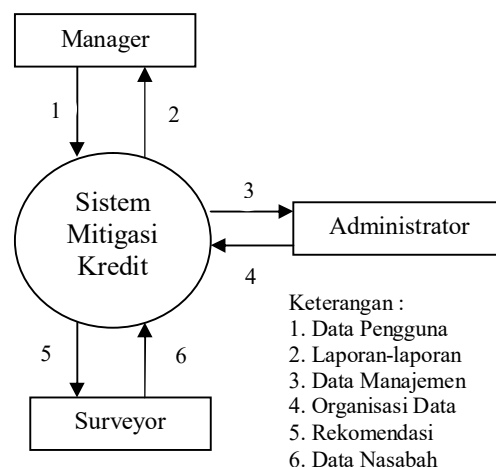 Manager
1
2
Sistem
Mitigasi
Kredit
3
Administrator
4
Keterangan :
1. Data Pengguna
2. Laporan-laporan
3. Data Manajemen
4. Organisasi Data
5. Rekomendasi
6. Data Nasabah
5
6
Surveyor